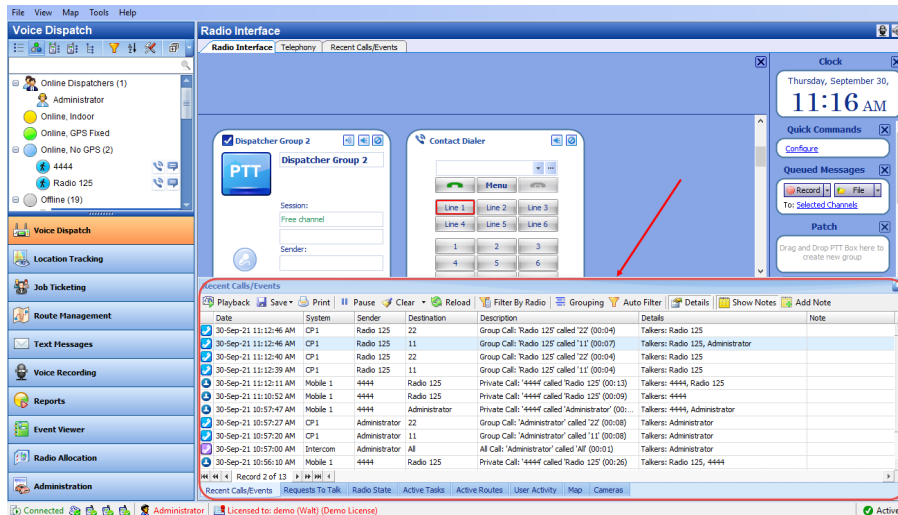 File View Map Tools Help
Voice Dispatch
Radio Interface
Radio Interface Telephony Recent Calls/Events
Online Dispatchers (1)
Administrator
Online, Indoor
Online, GPS Fixed
Online, No GPS (2)
4444
Radio 125
Offline (19)
Voice Dispatch
Location Tracking
Job Ticketing
Route Management
Text Messages
Voice Recording
Reports
Event Viewer
Radio Allocation
Administration
Dispatcher Group 2
PTT
Dispatcher Group 2
Session:
Free channel
Sender:
Contact Dialer
Menu
Line 1 Line 2 Line 3
Line 4 Line 5 Line 6
1 2 3
4 5 6
Clock
Thursday, September 30,
11:16 AM
Quick Commands
Configure
Queued Messages
Record File
To: Selected Channels
Patch
Drag and Drop PTT Box here to
create new group
Recent Calls/Events
Playback Save Print Pause Clear Reload Filter By Radio Grouping Auto Filter Details Show Notes Add Note
Date System Sender Destination Description Details Note
30-Sep-21 11:12:46 AM CP1 Radio 125 22 Group Call: 'Radio 125' called '22' (00:04) Talkers: Radio 125
30-Sep-21 11:12:46 AM CP1 Radio 125 11 Group Call: 'Radio 125' called '11' (00:07) Talkers: Radio 125, Administrator
30-Sep-21 11:12:40 AM CP1 Radio 125 22 Group Call: 'Radio 125' called '22' (00:04) Talkers: Radio 125
30-Sep-21 11:12:39 AM CP1 Radio 125 11 Group Call: 'Radio 125' called '11' (00:04) Talkers: Radio 125
30-Sep-21 11:12:11 AM Mobile 1 4444 Radio 125 Private Call: '4444' called 'Radio 125' (00:13) Talkers: 4444, Radio 125
30-Sep-21 11:10:52 AM Mobile 1 4444 Radio 125 Private Call: '4444' called 'Radio 125' (00:09) Talkers: 4444
30-Sep-21 10:57:47 AM Mobile 1 4444 Administrator Private Call: '4444' called 'Administrator' (00:... Talkers: 4444, Administrator
30-Sep-21 10:57:27 AM CP1 Administrator 22 Group Call: 'Administrator' called '22' (00:08) Talkers: Administrator
30-Sep-21 10:57:20 AM CP1 Administrator 11 Group Call: 'Administrator' called '11' (00:08) Talkers: Administrator
30-Sep-21 10:57:00 AM Intercom Administrator All All Call: 'Administrator' called 'All' (00:01) Talkers: Administrator
30-Sep-21 10:56:10 AM Mobile 1 4444 Radio 125 Private Call: '4444' called 'Radio 125' (00:26) Talkers: Radio 125, 4444
Record 2 of 13
Recent Calls/Events Requests To Talk Radio State Active Tasks Active Routes User Activity Map Cameras
Connected Administrator Licensed to: demo (Walt) (Demo License) Active